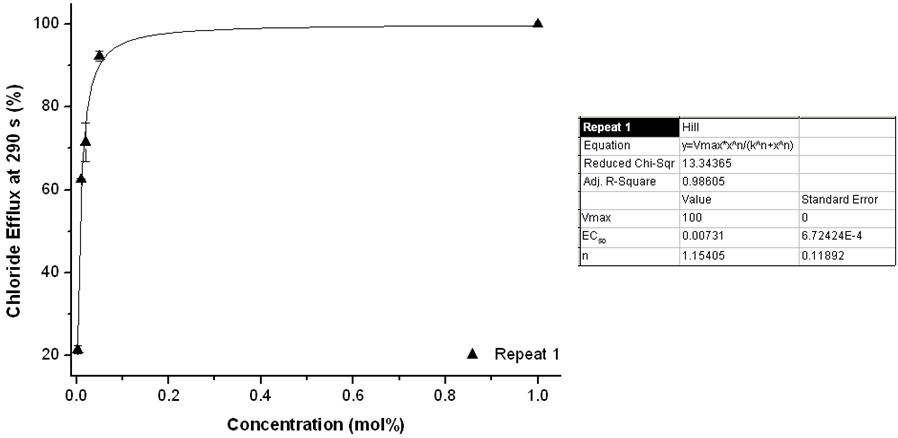 100
80
60
40
20
Chloride Efflux at 290 s (%)
0.0 0.2 0.4 0.6 0.8 1.0
Concentration (mol%)
Repeat 1
Repeat 1 Hill
Equation y=Vmax*x^n/(k^n+x^n)
Reduced Chi-Sqr 13.34365
Adj. R-Square 0.98605
Value Standard Error
Vmax 100 0
EC50 0.00731 6.72424E-4
n 1.15405 0.11892